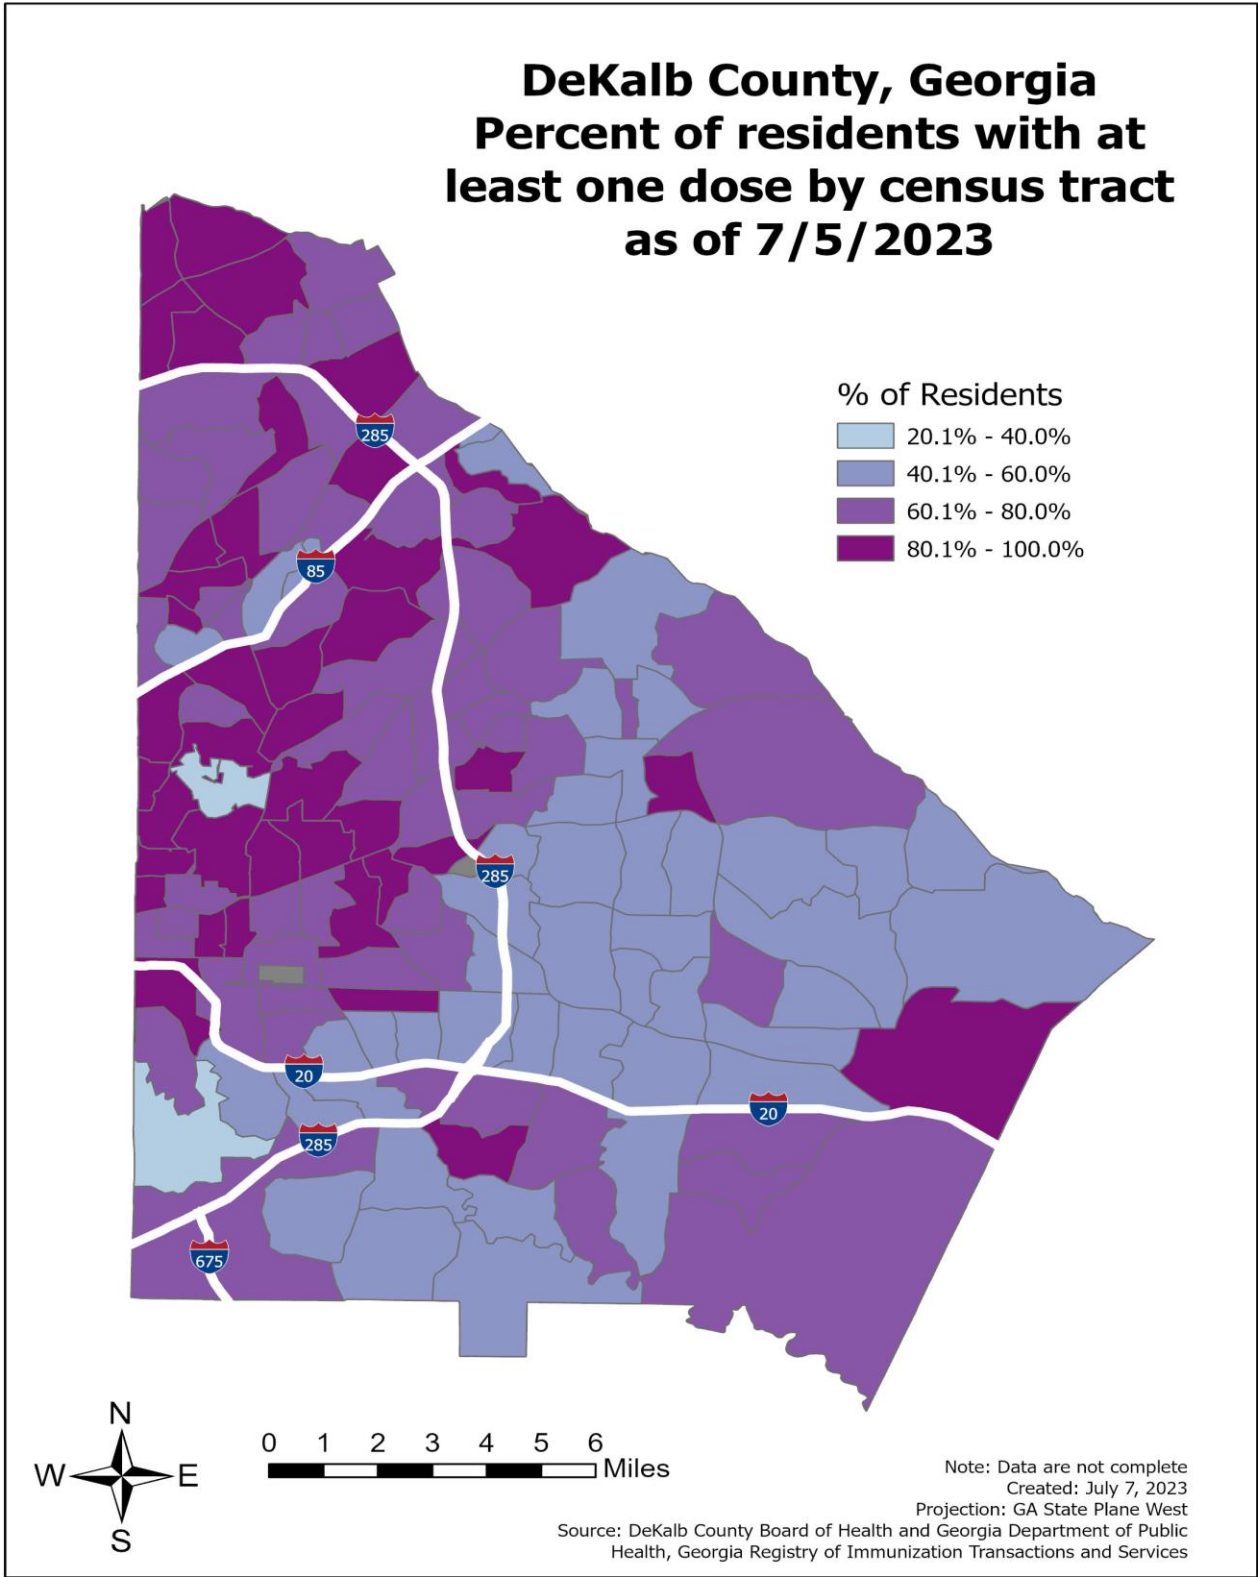 DeKalb County, Georgia
Percent of residents with at
least one dose by census tract
as of 7/5/2023
% of Residents
20.1% - 40.0%
40.1% - 60.0%
60.1% - 80.0%
80.1% - 100.0%
285
85
285
20
20
285
675
N
W E
S
0 1 2 3 4 5 6
Miles
Note: Data are not complete
Created: July 7, 2023
Projection: GA State Plane West
Source: DeKalb County Board of Health and Georgia Department of Public
Health, Georgia Registry of Immunization Transactions and Services